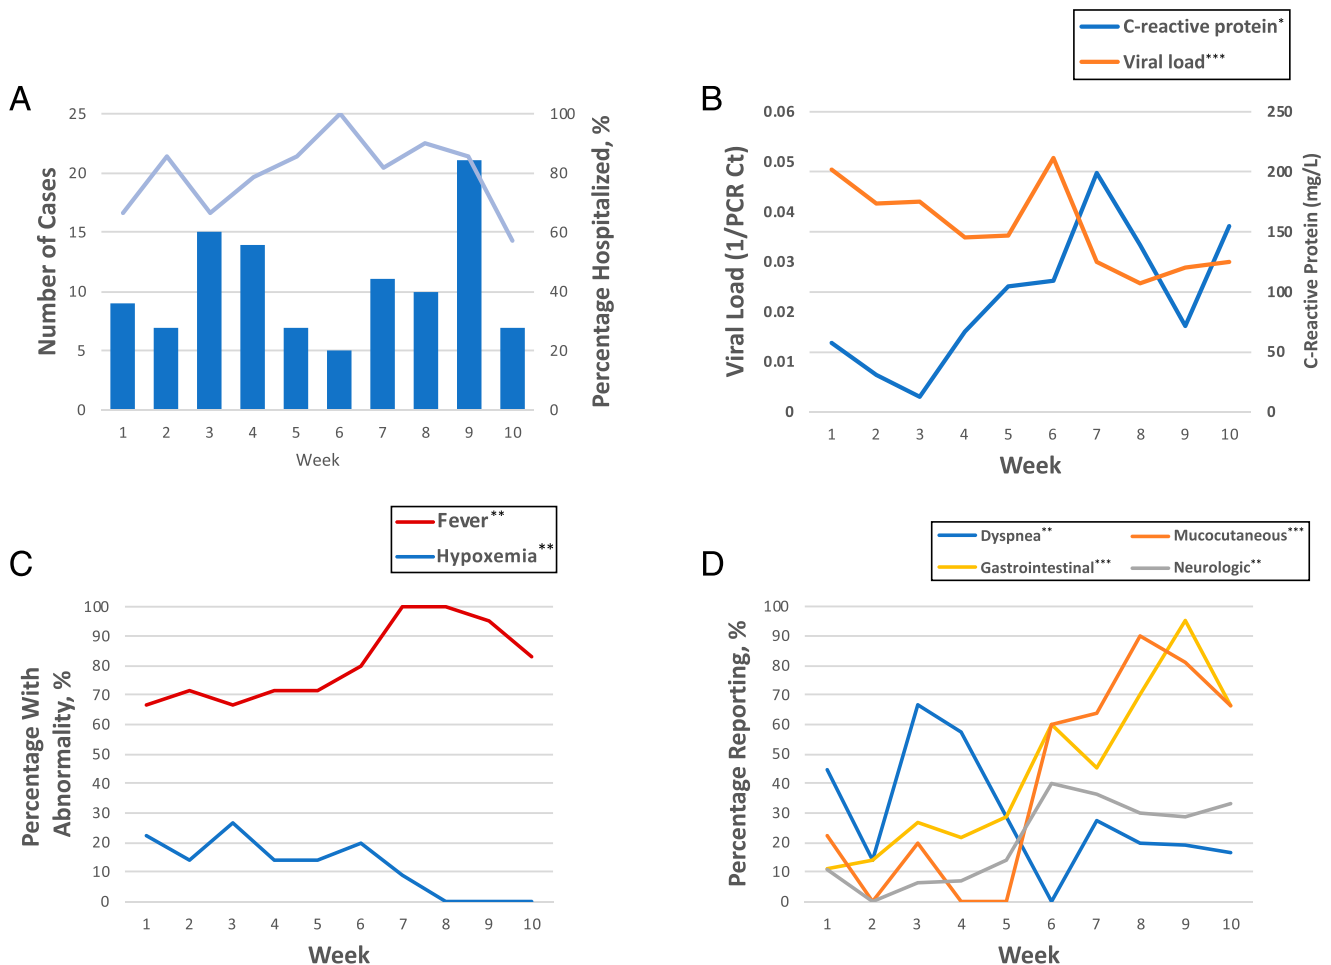 A
Number of Cases
25
20
15
10
5
0
100
80
60
40
20
0
Percentage Hospitalized, %
1 2 3 4 5 6 7 8 9 10
Week
B
C-reactive protein*
Viral load***
Viral Load (1/PCR Ct)
0.06
0.05
0.04
0.03
0.02
0.01
0
250
200
150
100
50
0
C-Reactive Protein (mg/L)
1 2 3 4 5 6 7 8 9 10
Week
C
Fever**
Hypoxemia**
Percentage With
Abnormality, %
100
90
80
70
60
50
40
30
20
10
0
1 2 3 4 5 6 7 8 9 10
Week
D
Dyspnea** Mucocutaneous***
Gastrointestinal*** Neurologic**
Percentage Reporting, %
100
90
80
70
60
50
40
30
20
10
0
1 2 3 4 5 6 7 8 9 10
Week